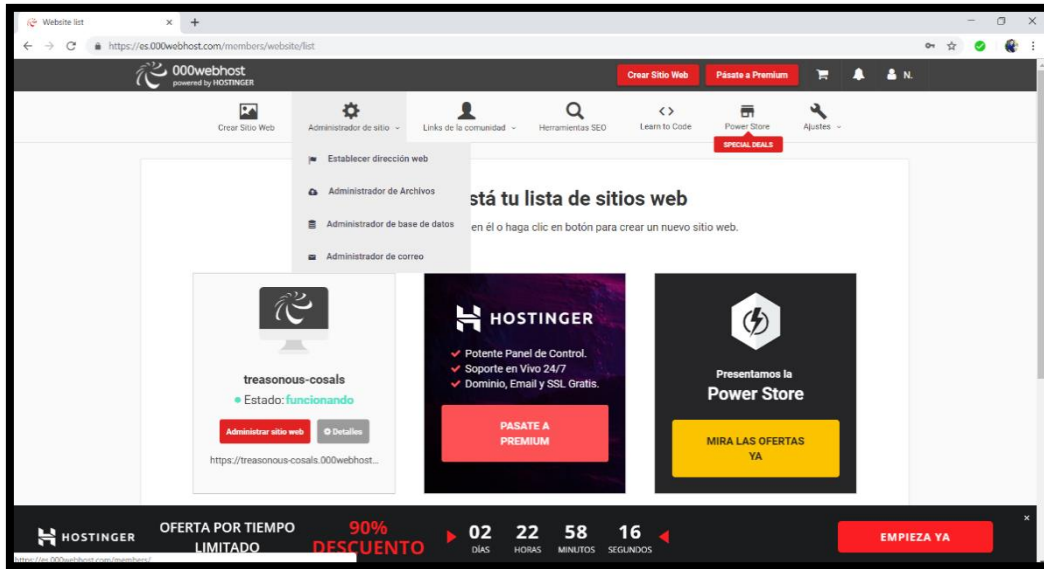 Website list
https://es.000webhost.com/members/website/list
000webhost
powered by HOSTINGER
Crear Sitio Web
Pásate a Premium
N.
Crear Sitio Web
Administrador de sitio
Links de la comunidad
Herramientas SEO
Learn to Code
Power Store
Ajustes
SPECIAL DEALS
Establecer dirección web
Administrador de Archivos
Administrador de base de datos
Administrador de correo
stá tu lista de sitios web
en él o haga clic en botón para crear un nuevo sitio web.
treasonous-cosals
Estado: funcionando
Administrar sitio web
Detalles
https://treasonous-cosals.000webhost...
HOSTINGER
Potente Panel de Control.
Soporte en Vivo 24/7
Dominio, Email y SSL Gratis.
PASATE A
PREMIUM
Presentamos la
Power Store
MIRA LAS OFERTAS
YA
HOSTINGER
OFERTA POR TIEMPO
LIMITADO
90%
DESCUENTO
02
DÍAS
22
HORAS
58
MINUTOS
16
SEGUNDOS
EMPIEZA YA
https://es.000webhost.com/members/